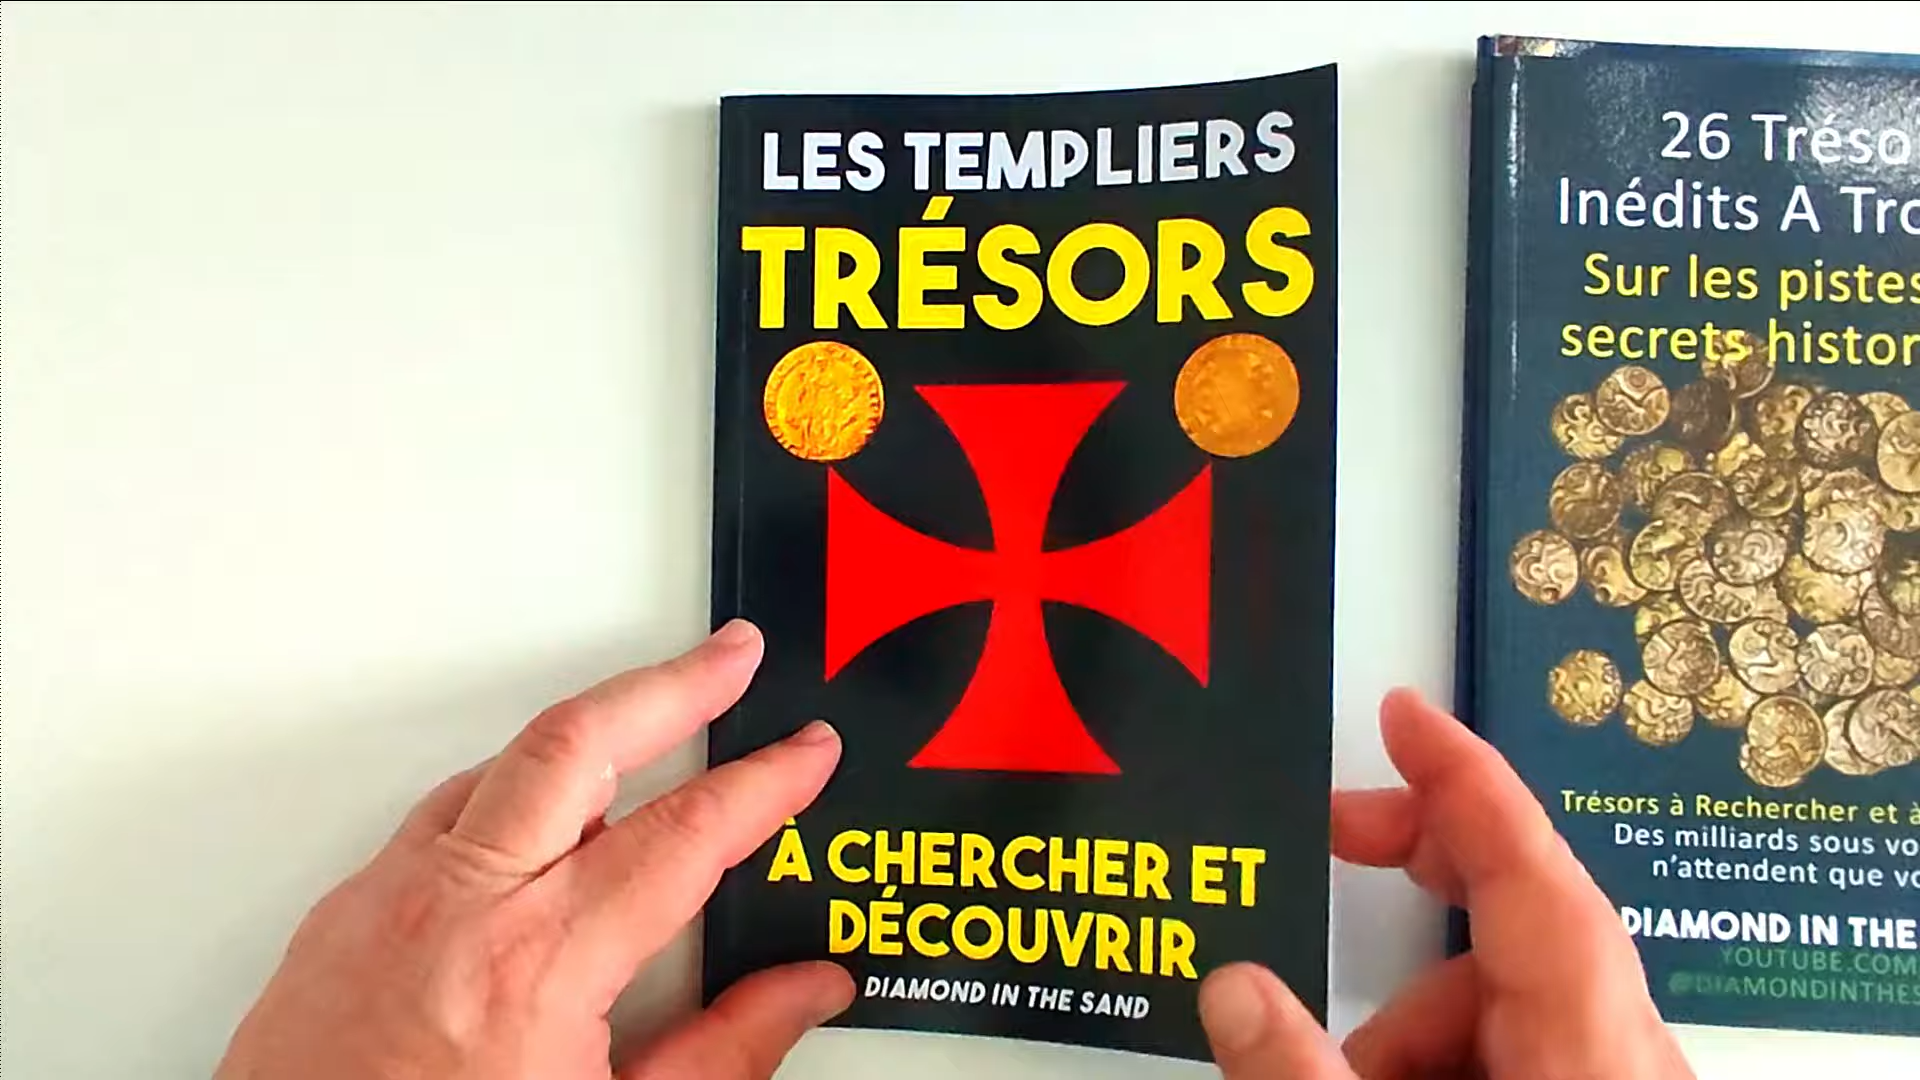 LES TEMPLIERS
TRÉSORS
À CHERCHER ET
DÉCOUVRIR
DIAMOND IN THE SAND
26 Tréso
Inédits A Tro
Sur les pistes
secrets histor
Trésors à Rechercher et à
Des milliards sous vo
n'attendent que vo
DIAMOND IN THE
YOUTUBE.COM
@DIAMONDINTHES